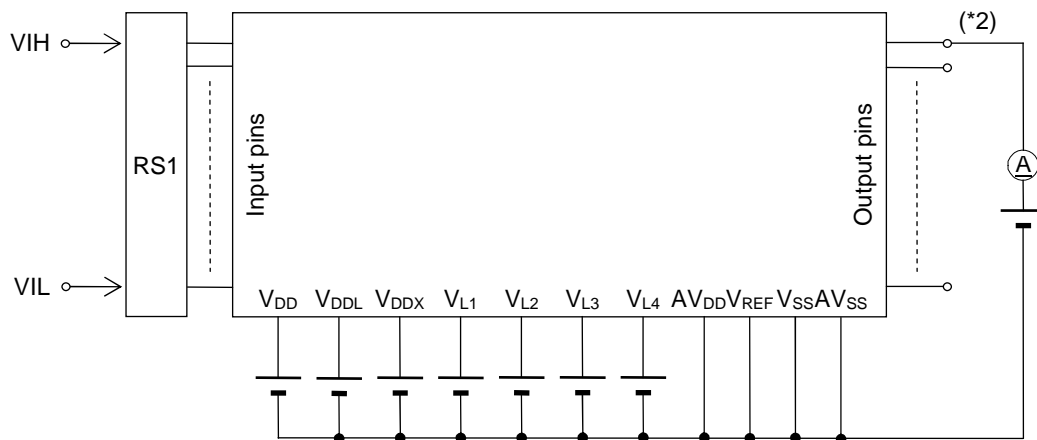 VIH
RS1
VIL
Input pins
Output pins
(*2)
A
VDD VDDL VDDX VL1 VL2 VL3 VL4 AVDD VREF VSS AVSS